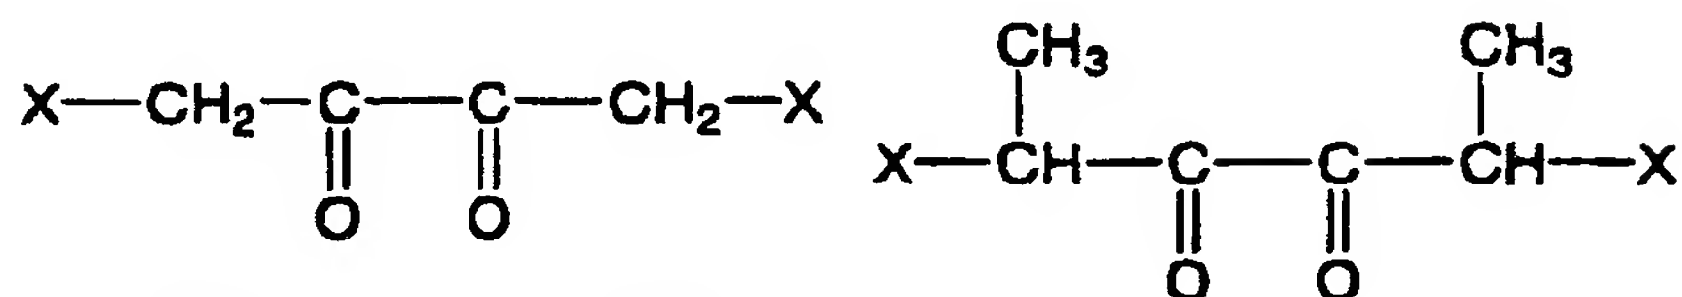 CH₃ CH₃
X—CH₂—C—C—CH₂—X
X—CH—C—C—CH—X
O O
O O